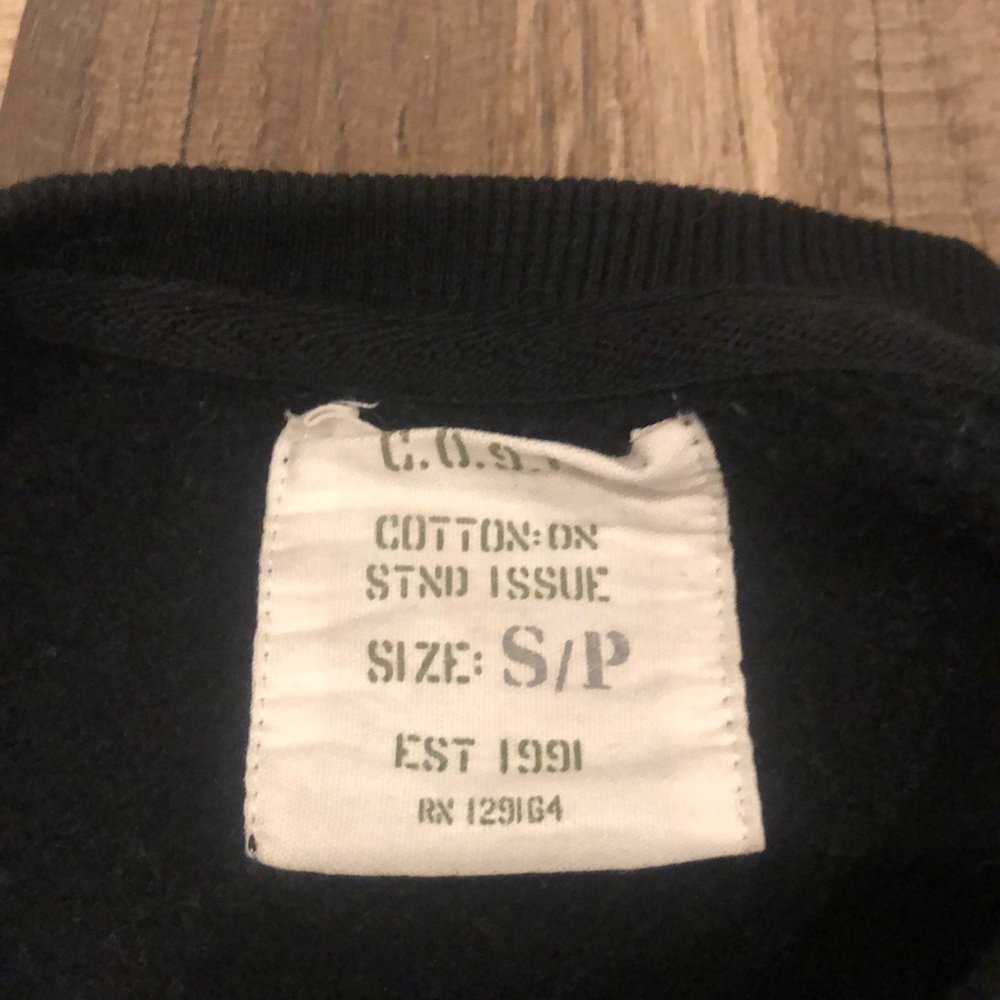 C.O.S.I
COTTON:ON
STND ISSUE
SIZE: S/P
EST 1991
RN 129164